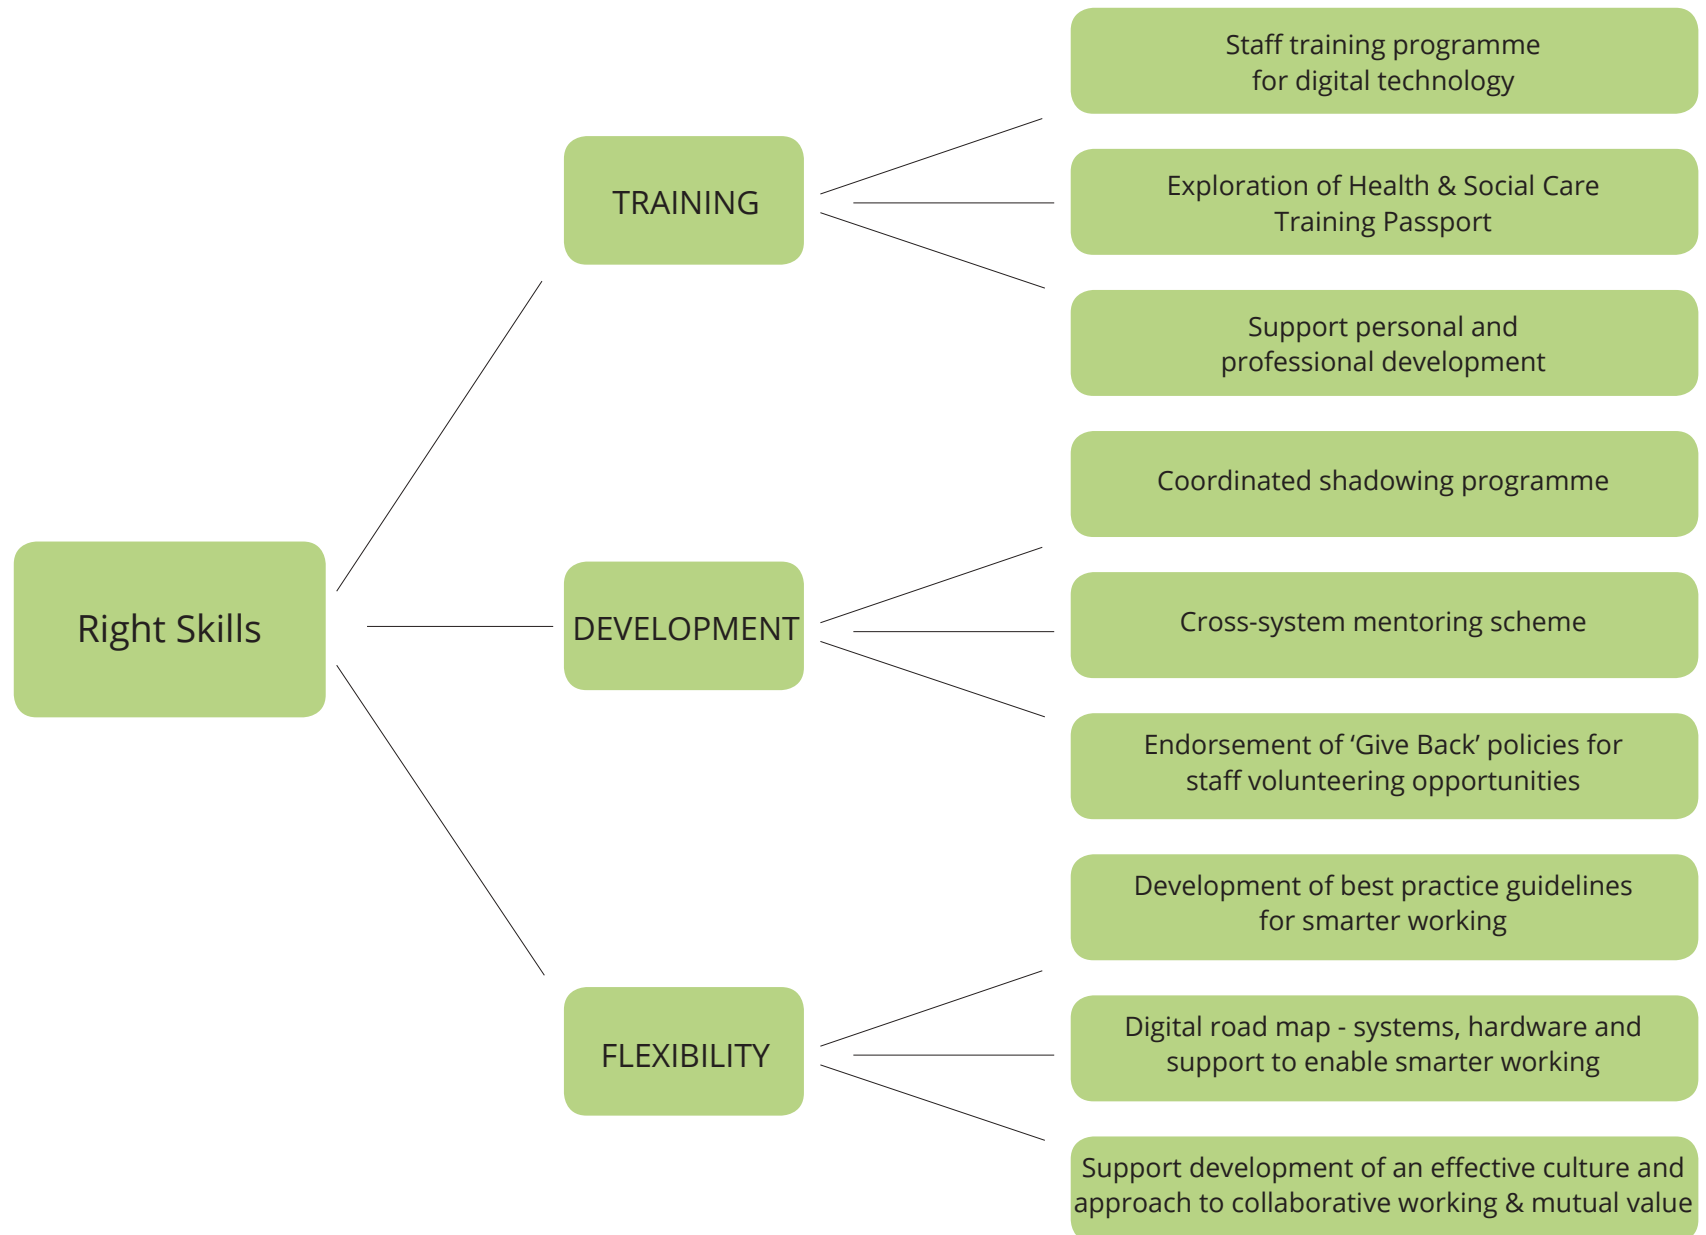 Right Skills
TRAINING
Staff training programme
for digital technology
Exploration of Health & Social Care
Training Passport
Support personal and
professional development
DEVELOPMENT
Coordinated shadowing programme
Cross-system mentoring scheme
Endorsement of ‘Give Back’ policies for
staff volunteering opportunities
FLEXIBILITY
Development of best practice guidelines
for smarter working
Digital road map - systems, hardware and
support to enable smarter working
Support development of an effective culture and
approach to collaborative working & mutual value